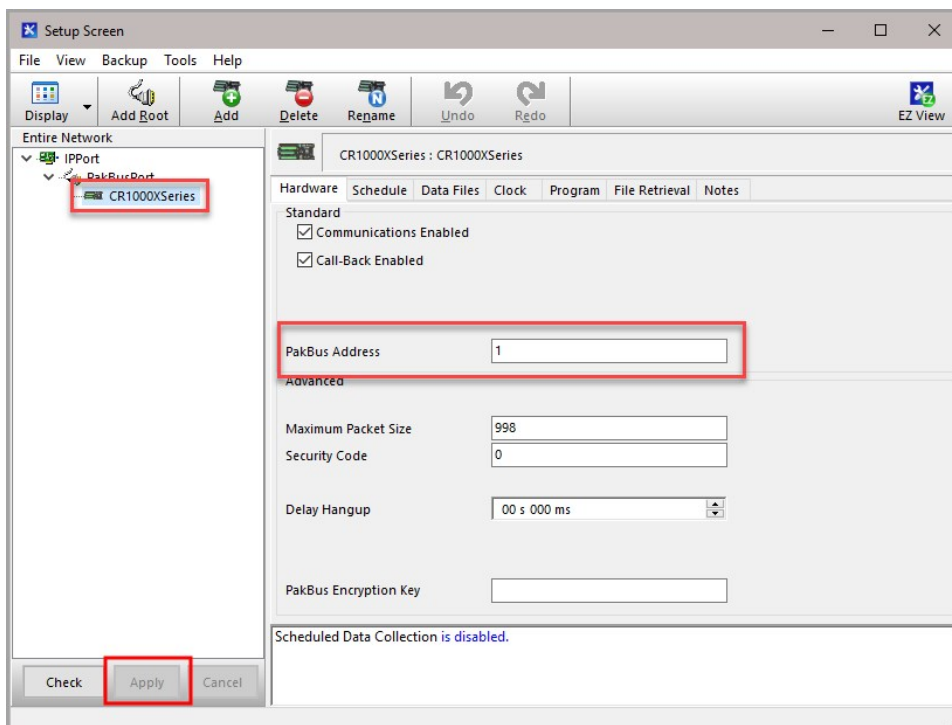 Setup Screen
File View Backup Tools Help
Display Add Root Add Delete Rename Undo Redo EZ View
N
EZ
Entire Network
IPPort
PakBusPort
CR1000XSeries
CR1000XSeries : CR1000XSeries
Hardware Schedule Data Files Clock Program File Retrieval Notes
Standard
Communications Enabled
Call-Back Enabled
PakBus Address 1
Advanced
Maximum Packet Size 998
Security Code 0
Delay Hangup 00 s 000 ms
PakBus Encryption Key
Scheduled Data Collection is disabled.
Check Apply Cancel